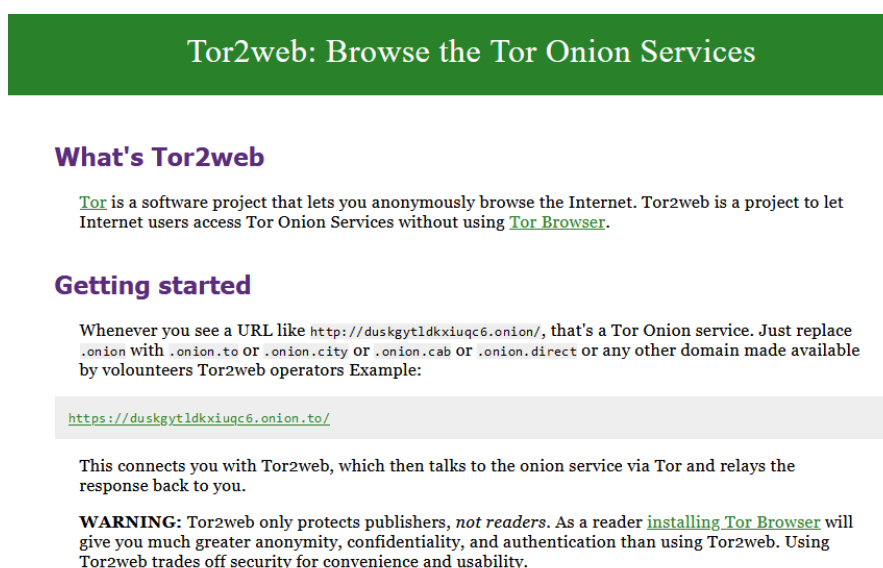 Tor2web: Browse the Tor Onion Services
What's Tor2web
Tor is a software project that lets you anonymously browse the Internet. Tor2web is a project to let
Internet users access Tor Onion Services without using Tor Browser.
Getting started
Whenever you see a URL like http://duskgytldkxiuqc6.onion/, that's a Tor Onion service. Just replace
.onion with .onion.to or .onion.city or .onion.cab or .onion.direct or any other domain made available
by volounteers Tor2web operators Example:
https://duskgytldkxiuqc6.onion.to/
This connects you with Tor2web, which then talks to the onion service via Tor and relays the
response back to you.
WARNING: Tor2web only protects publishers, not readers. As a reader installing Tor Browser will
give you much greater anonymity, confidentiality, and authentication than using Tor2web. Using
Tor2web trades off security for convenience and usability.